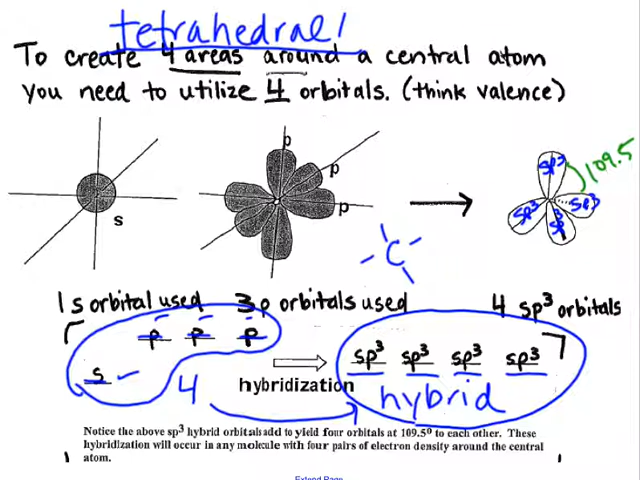 tetrahedral
To create 4 areas around a central atom
You need to utilize 4 orbitals. (think valence)
p
p
p
s
C
sp³
sp³
sp³
sp³
109.5
1s orbital used 3p orbitals used 4 sp³ orbitals
p p p
s
4
hybridization
sp³ sp³ sp³ sp³
hybrid
Notice the above sp³ hybrid orbitals add to yield four orbitals at 109.5⁰ to each other. These
hybridization will occur in any molecule with four pairs of electron density around the central
atom.
Extend Page